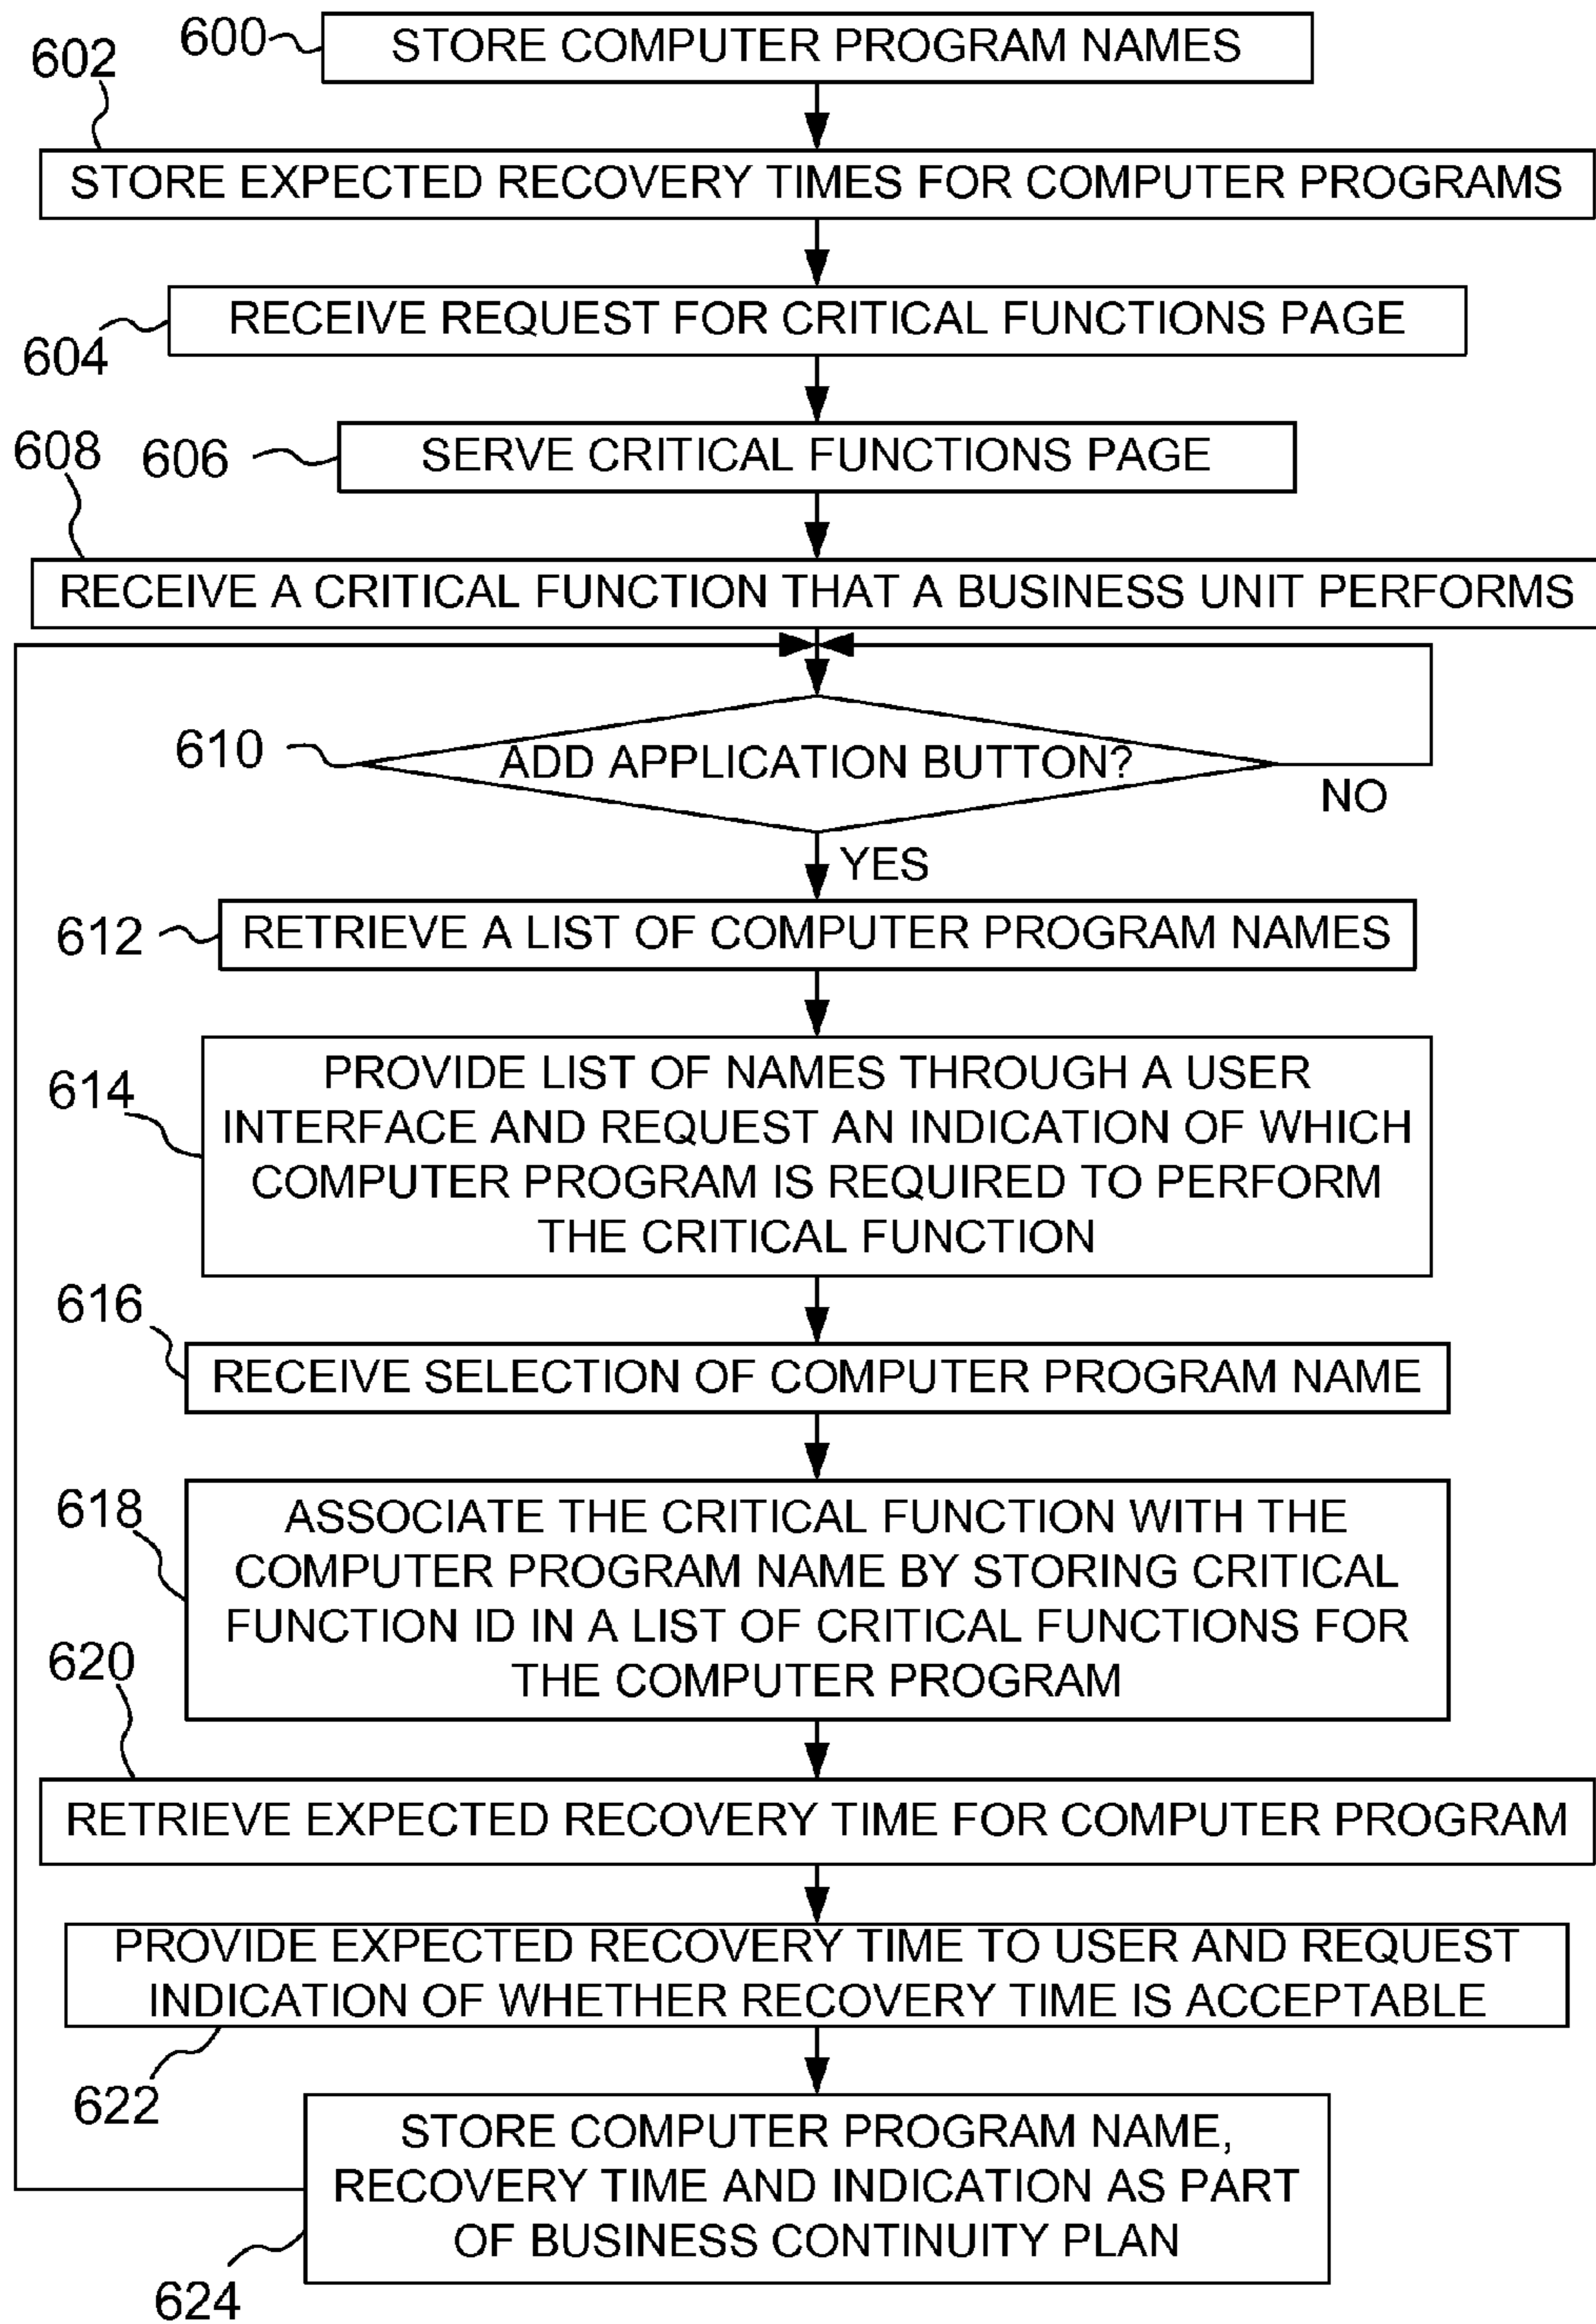 600
STORE COMPUTER PROGRAM NAMES
602
STORE EXPECTED RECOVERY TIMES FOR COMPUTER PROGRAMS
604
RECEIVE REQUEST FOR CRITICAL FUNCTIONS PAGE
606
SERVE CRITICAL FUNCTIONS PAGE
608
RECEIVE A CRITICAL FUNCTION THAT A BUSINESS UNIT PERFORMS
610
ADD APPLICATION BUTTON?
NO
YES
612
RETRIEVE A LIST OF COMPUTER PROGRAM NAMES
614
PROVIDE LIST OF NAMES THROUGH A USER
INTERFACE AND REQUEST AN INDICATION OF WHICH
COMPUTER PROGRAM IS REQUIRED TO PERFORM
THE CRITICAL FUNCTION
616
RECEIVE SELECTION OF COMPUTER PROGRAM NAME
618
ASSOCIATE THE CRITICAL FUNCTION WITH THE
COMPUTER PROGRAM NAME BY STORING CRITICAL
FUNCTION ID IN A LIST OF CRITICAL FUNCTIONS FOR
THE COMPUTER PROGRAM
620
RETRIEVE EXPECTED RECOVERY TIME FOR COMPUTER PROGRAM
PROVIDE EXPECTED RECOVERY TIME TO USER AND REQUEST
INDICATION OF WHETHER RECOVERY TIME IS ACCEPTABLE
622
STORE COMPUTER PROGRAM NAME,
RECOVERY TIME AND INDICATION AS PART
OF BUSINESS CONTINUITY PLAN
624